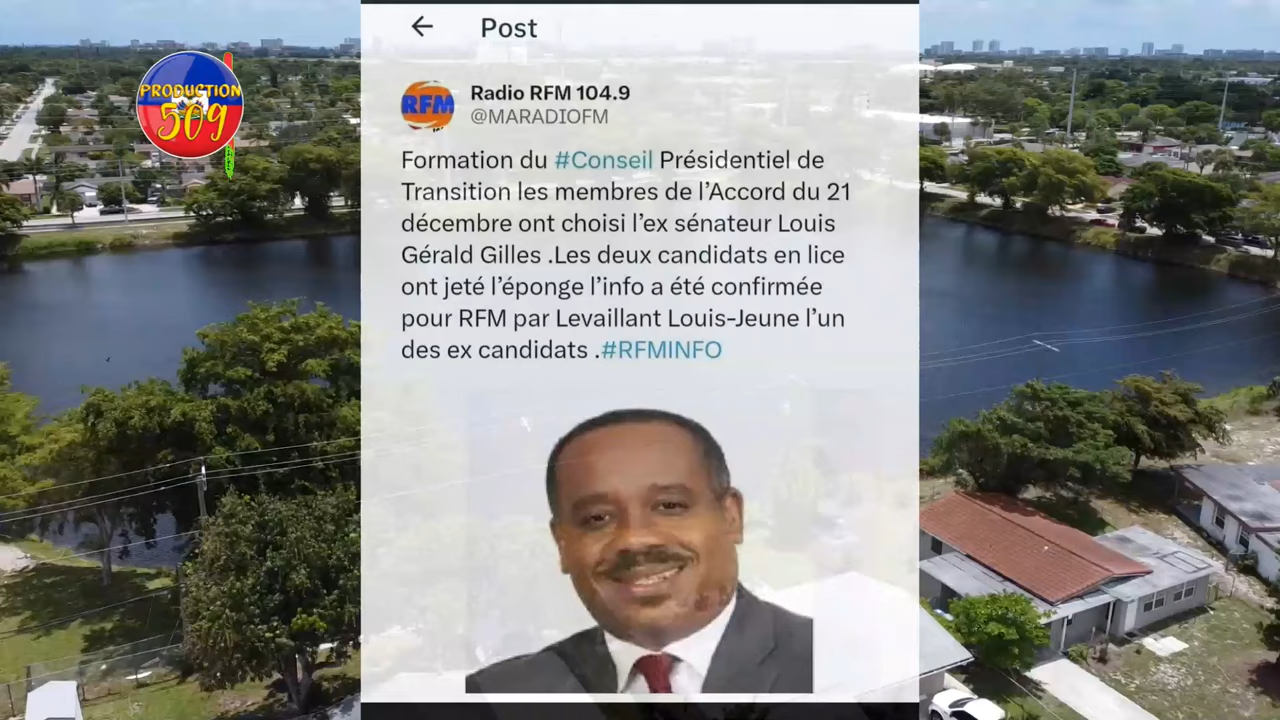 PRODUCTION
509
Post
RFM
Radio RFM 104.9
@MARADIOFM
Formation du #Conseil Présidentiel de
Transition les membres de l’Accord du 21
décembre ont choisi l’ex sénateur Louis
Gérald Gilles .Les deux candidats en lice
ont jeté l’éponge l’info a été confirmée
pour RFM par Levaillant Louis-Jeune l’un
des ex candidats .#RFMINFO